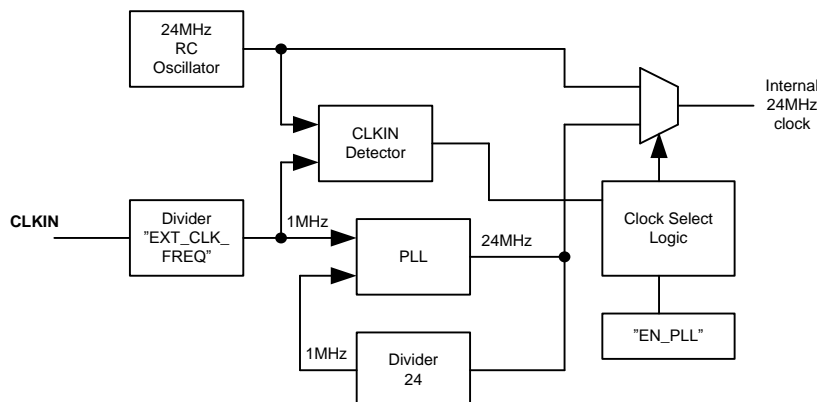 24MHz
RC
Oscillator
Internal
24MHz
clock
CLKIN
Detector
CLKIN
Divider
"EXT_CLK_
FREQ"
1MHz
PLL
24MHz
Clock Select
Logic
1MHz
Divider
24
"EN_PLL"